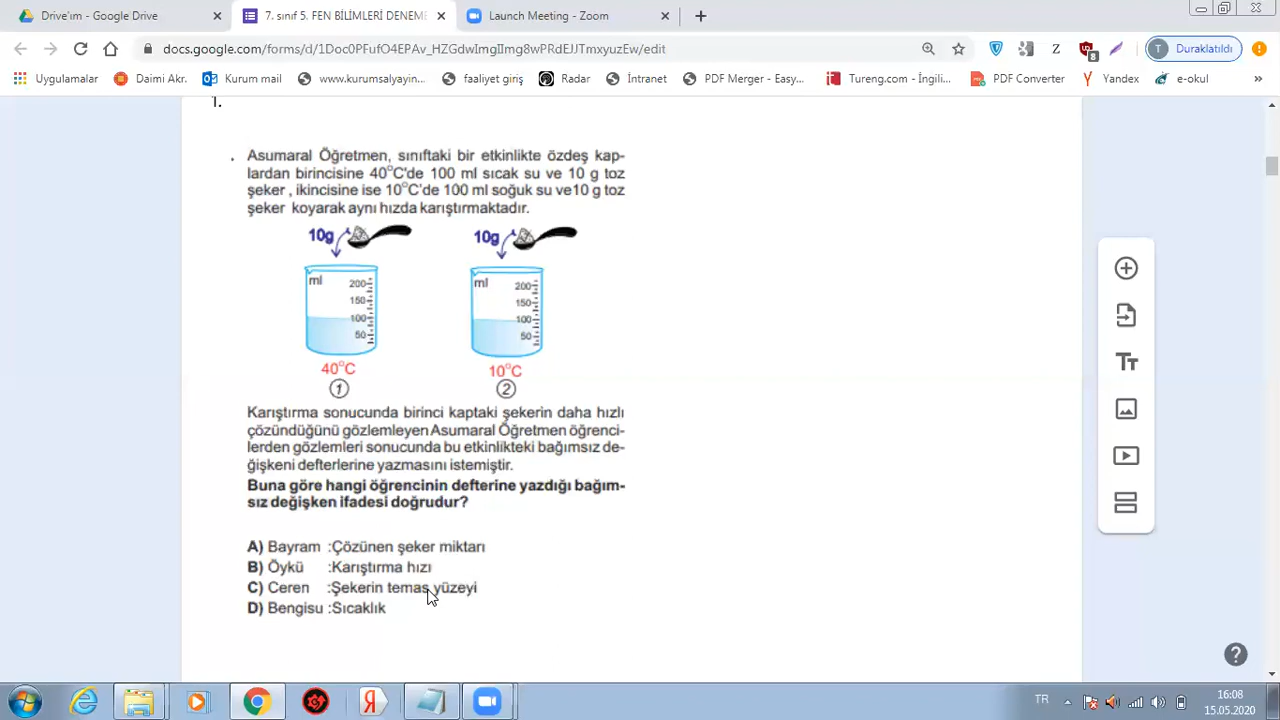 Drive'ım - Google Drive
7. sınıf 5. FEN BİLİMLERİ DENEME
Launch Meeting - Zoom
docs.google.com/forms/d/1Doc0PFufO4EPAv_HZGdwImgIImg8wPRdEJJTmxyuzEw/edit
Z
8
T Duraklatıldı
Uygulamalar
Daimi Akr.
Kurum mail
www.kurumsalyayin...
faaliyet giriş
Radar
İntranet
PDF Merger - Easy...
Tureng.com - İngili...
PDF Converter
Yandex
e-okul
»
1.
. Asumaral Öğretmen, sınıftaki bir etkinlikte özdeş kap-
lardan birincisine 40°C'de 100 ml sıcak su ve 10 g toz
şeker , ikincisine ise 10°C'de 100 ml soğuk su ve10 g toz
şeker koyarak aynı hızda karıştırmaktadır.
10g
10g
ml 200
150
100
50
ml 200
150
100
50
40°C
10°C
1
2
Karıştırma sonucunda birinci kaptaki şekerin daha hızlı
çözündüğünü gözlemleyen Asumaral Öğretmen öğrenci-
lerden gözlemleri sonucunda bu etkinlikteki bağımsız de-
ğişkeni defterlerine yazmasını istemiştir.
Buna göre hangi öğrencinin defterine yazdığı bağım-
sız değişken ifadesi doğrudur?
A) Bayram :Çözünen şeker miktarı
B) Öykü :Karıştırma hızı
C) Ceren :Şekerin temas yüzeyi
D) Bengisu :Sıcaklık
Tт
?
TR
16:08
15.05.2020